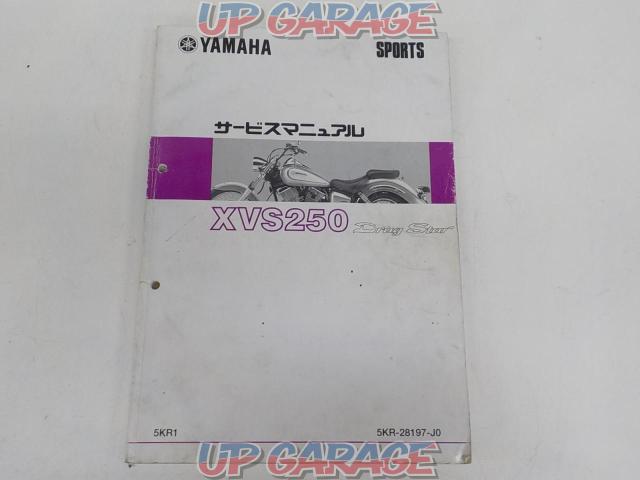 UP GARAGE
YAMAHA SPORTS
サービスマニュアル
XVS250 Drag Star
5KR1 5KR-28197-J0
UP GARAGE